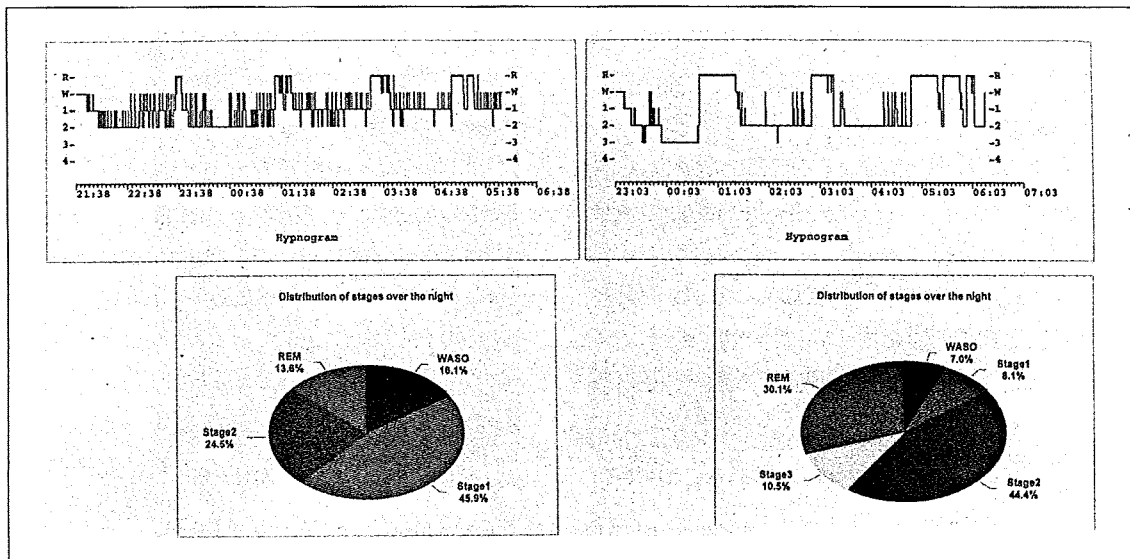 R-
W-
1-
2-
3-
4-
-R
-W
-1
-2
-3
-4
21:38 22:38 23:38 00:38 01:38 02:38 03:38 04:38 05:38 06:38
Hypnogram
R-
W-
1-
2-
3-
4-
-R
-W
-1
-2
-3
-4
23:03 00:03 01:03 02:03 03:03 04:03 05:03 06:03 07:03
Hypnogram
Distribution of stages over the night
REM
13.6%
WASO
16.1%
Stage2
24.5%
Stage1
45.9%
Distribution of stages over the night
WASO
7.0%
Stage1
8.1%
REM
30.1%
Stage3
10.5%
Stage2
44.4%